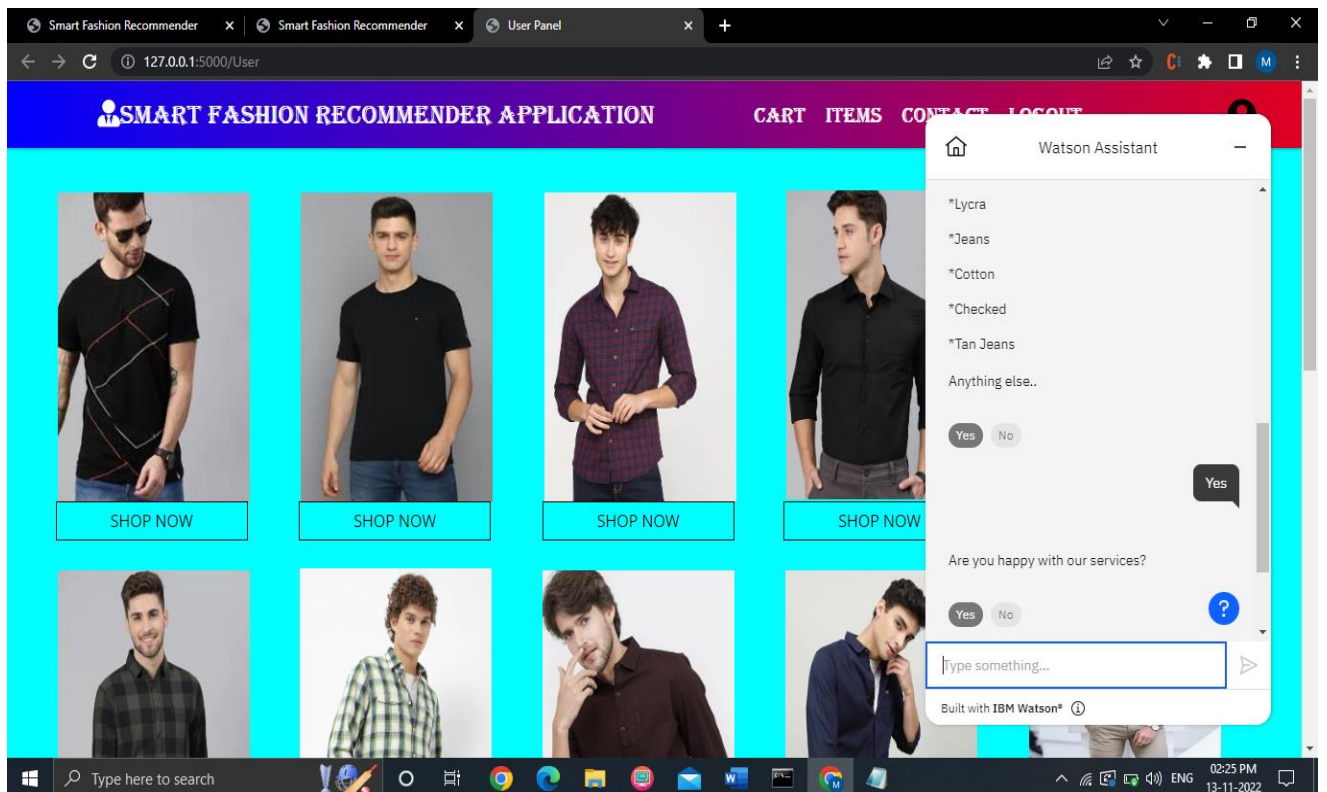 Smart Fashion Recommender
Smart Fashion Recommender
User Panel
127.0.0.1:5000/User
M
SMART FASHION RECOMMENDER APPLICATION
CART ITEMS CONTACT LOGOUT
Watson Assistant
*Lycra
*Jeans
*Cotton
*Checked
*Tan Jeans
Anything else..
Yes No
Yes
Are you happy with our services?
Yes No
?
Type something...
Built with IBM Watson®
SHOP NOW
SHOP NOW
SHOP NOW
SHOP NOW
Type here to search
ENG
02:25 PM
13-11-2022